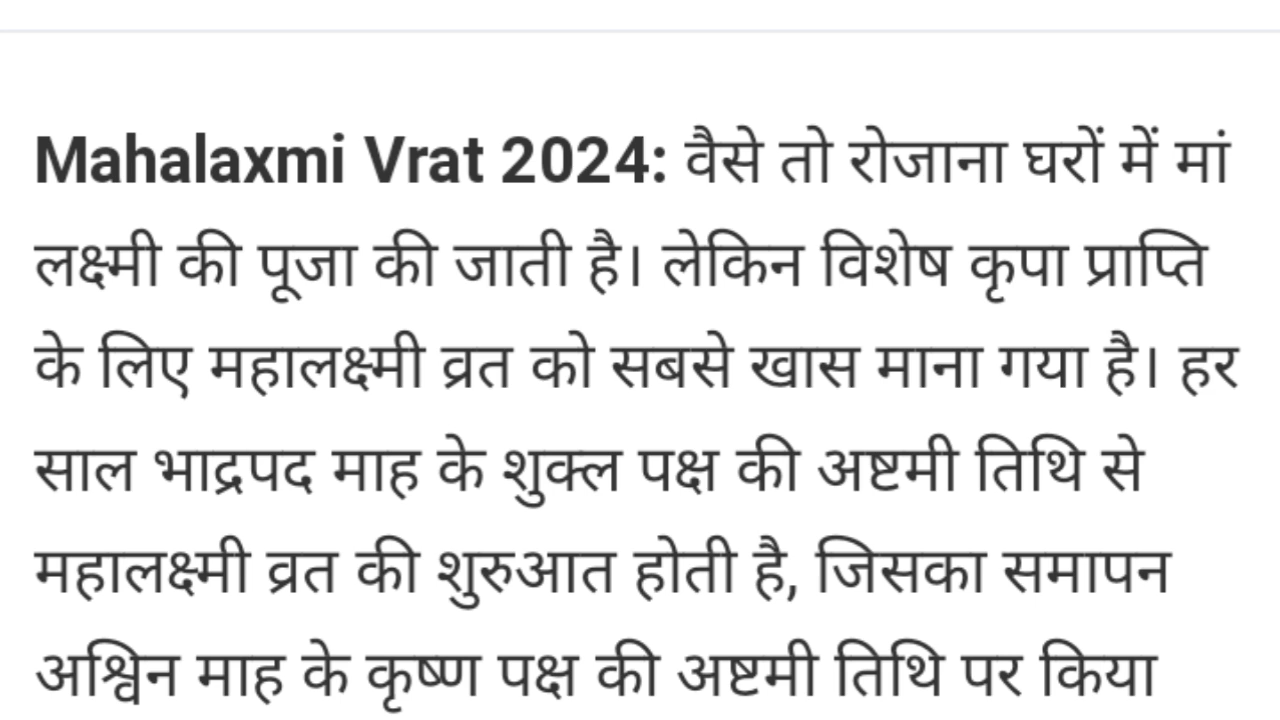 Mahalaxmi Vrat 2024: वैसे तो रोजाना घरों में मां
लक्ष्मी की पूजा की जाती है। लेकिन विशेष कृपा प्राप्ति
के लिए महालक्ष्मी व्रत को सबसे खास माना गया है। हर
साल भाद्रपद माह के शुक्ल पक्ष की अष्टमी तिथि से
महालक्ष्मी व्रत की शुरुआत होती है, जिसका समापन
अश्विन माह के कृष्ण पक्ष की अष्टमी तिथि पर किया